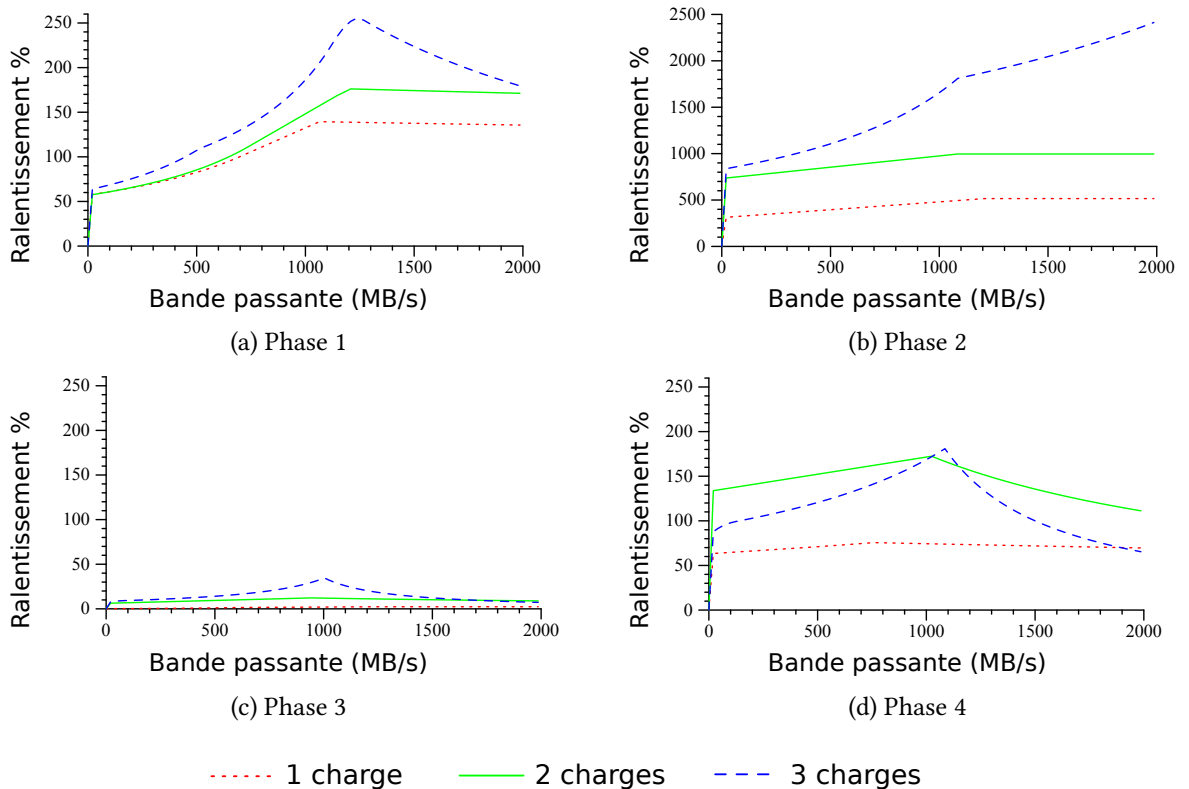 Ralentissement %
250
200
150
100
50
0
0 500 1000 1500 2000
Bande passante (MB/s)
(a) Phase 1
Ralentissement %
2500
2000
1500
1000
500
0
0 500 1000 1500 2000
Bande passante (MB/s)
(b) Phase 2
Ralentissement %
250
200
150
100
50
0
0 500 1000 1500 2000
Bande passante (MB/s)
(c) Phase 3
Ralentissement %
250
200
150
100
50
0
0 500 1000 1500 2000
Bande passante (MB/s)
(d) Phase 4
1 charge 2 charges 3 charges